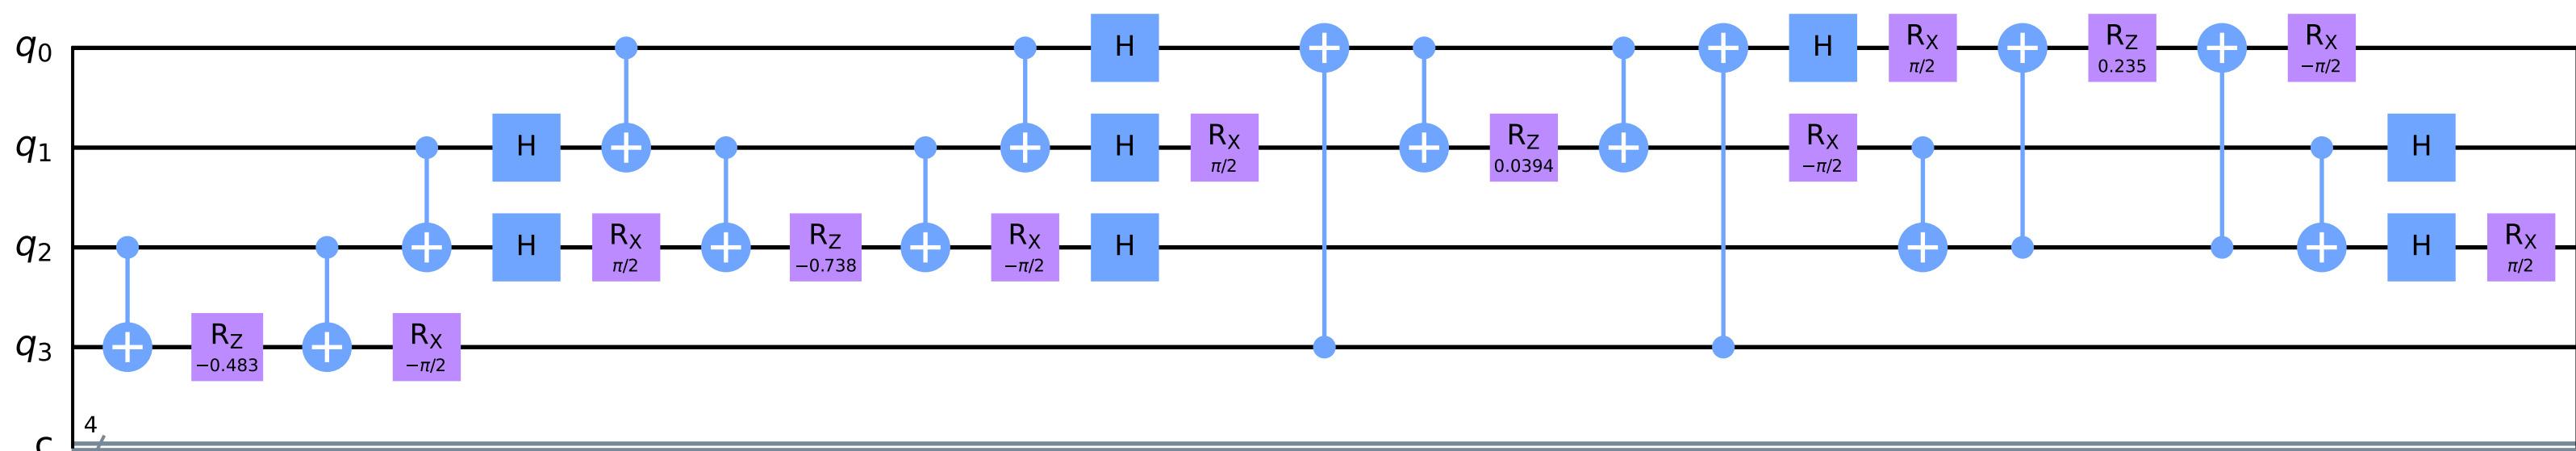 q0 H H RX π/2 RZ 0.235 RX −π/2
q1 H H RX π/2 RZ 0.0394 RX −π/2 H
q2 H RX π/2 RZ −0.738 RX −π/2 H H RX π/2
q3 RZ −0.483 RX −π/2
4
c